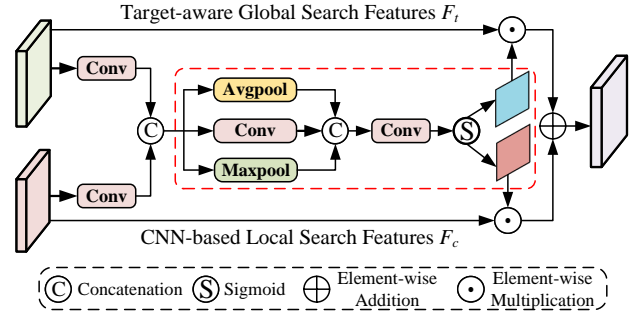 Target-aware Global Search Features F_t
Conv
Avgpool
C
Conv
C
Conv
S
Maxpool
Conv
CNN-based Local Search Features F_c
C Concatenation S Sigmoid Element-wise Addition Element-wise Multiplication